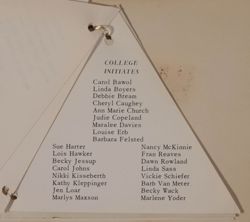 COLLEGE
INITIATES
Carol Bawol
Linda Boyers
Debbie Bream
Cheryl Caughey
Ann Marie Church
Judie Copeland
Maralee Davies
Louise Erb
Barbara Felsted
Sue Harter
Lois Hawker
Becky Jessup
Carol Johns
Nikki Kisseberth
Kathy Kleppinger
Jen Loar
Marlys Maxson
Nancy McKinnie
Fran Reaves
Dawn Rowland
Linda Sass
Vickie Schiefer
Barb Van Meter
Becky Wack
Marlene Yoder